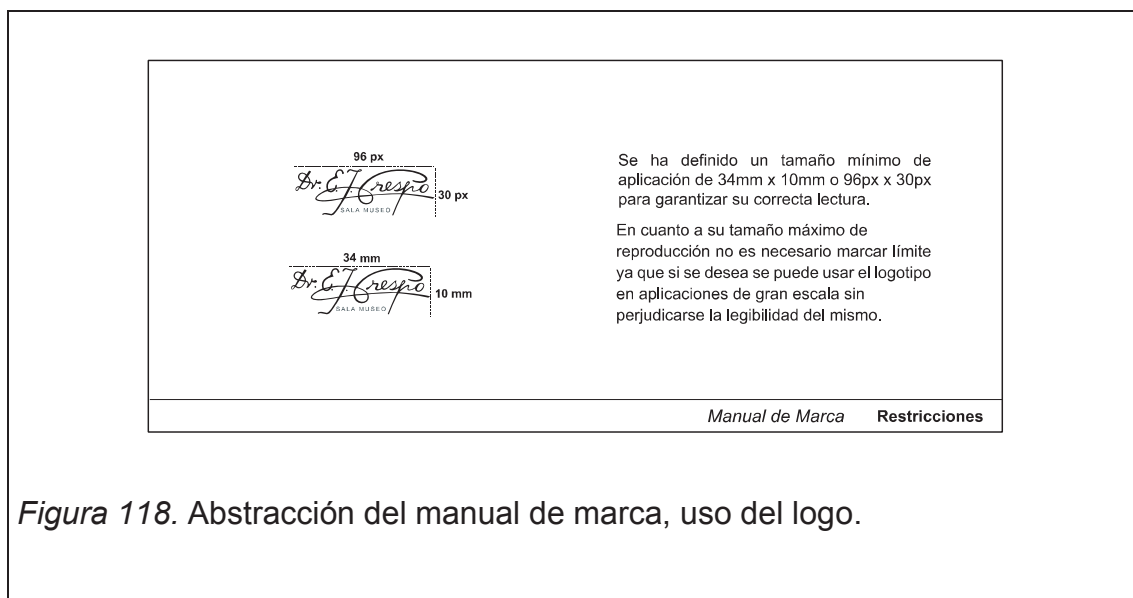 96 px
Dr. E.J. Crespo
SALA MUSEO
30 px
34 mm
Dr. E.J. Crespo
SALA MUSEO
10 mm
Se ha definido un tamaño mínimo de
aplicación de 34mm x 10mm o 96px x 30px
para garantizar su correcta lectura.
En cuanto a su tamaño máximo de
reproducción no es necesario marcar límite
ya que si se desea se puede usar el logotipo
en aplicaciones de gran escala sin
perjudicarse la legibilidad del mismo.
Manual de Marca Restricciones
Figura 118. Abstracción del manual de marca, uso del logo.